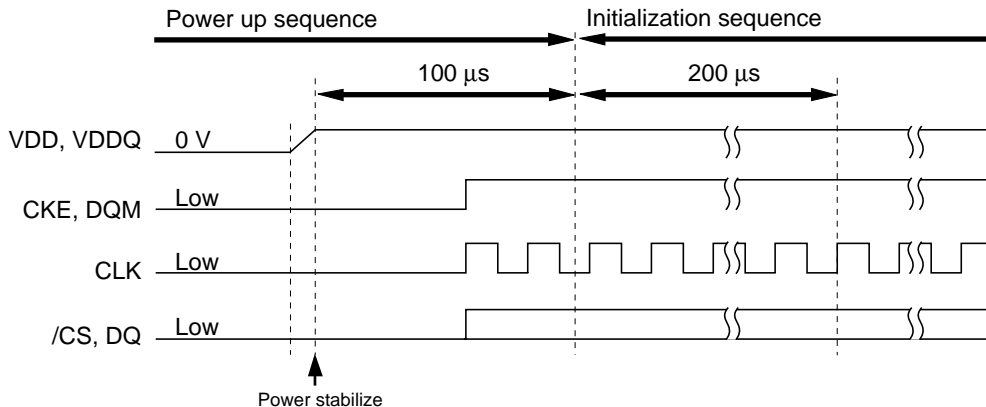 Power up sequence
Initialization sequence
100 μs
200 μs
VDD, VDDQ
0 V
CKE, DQM
Low
CLK
Low
/CS, DQ
Low
Power stabilize